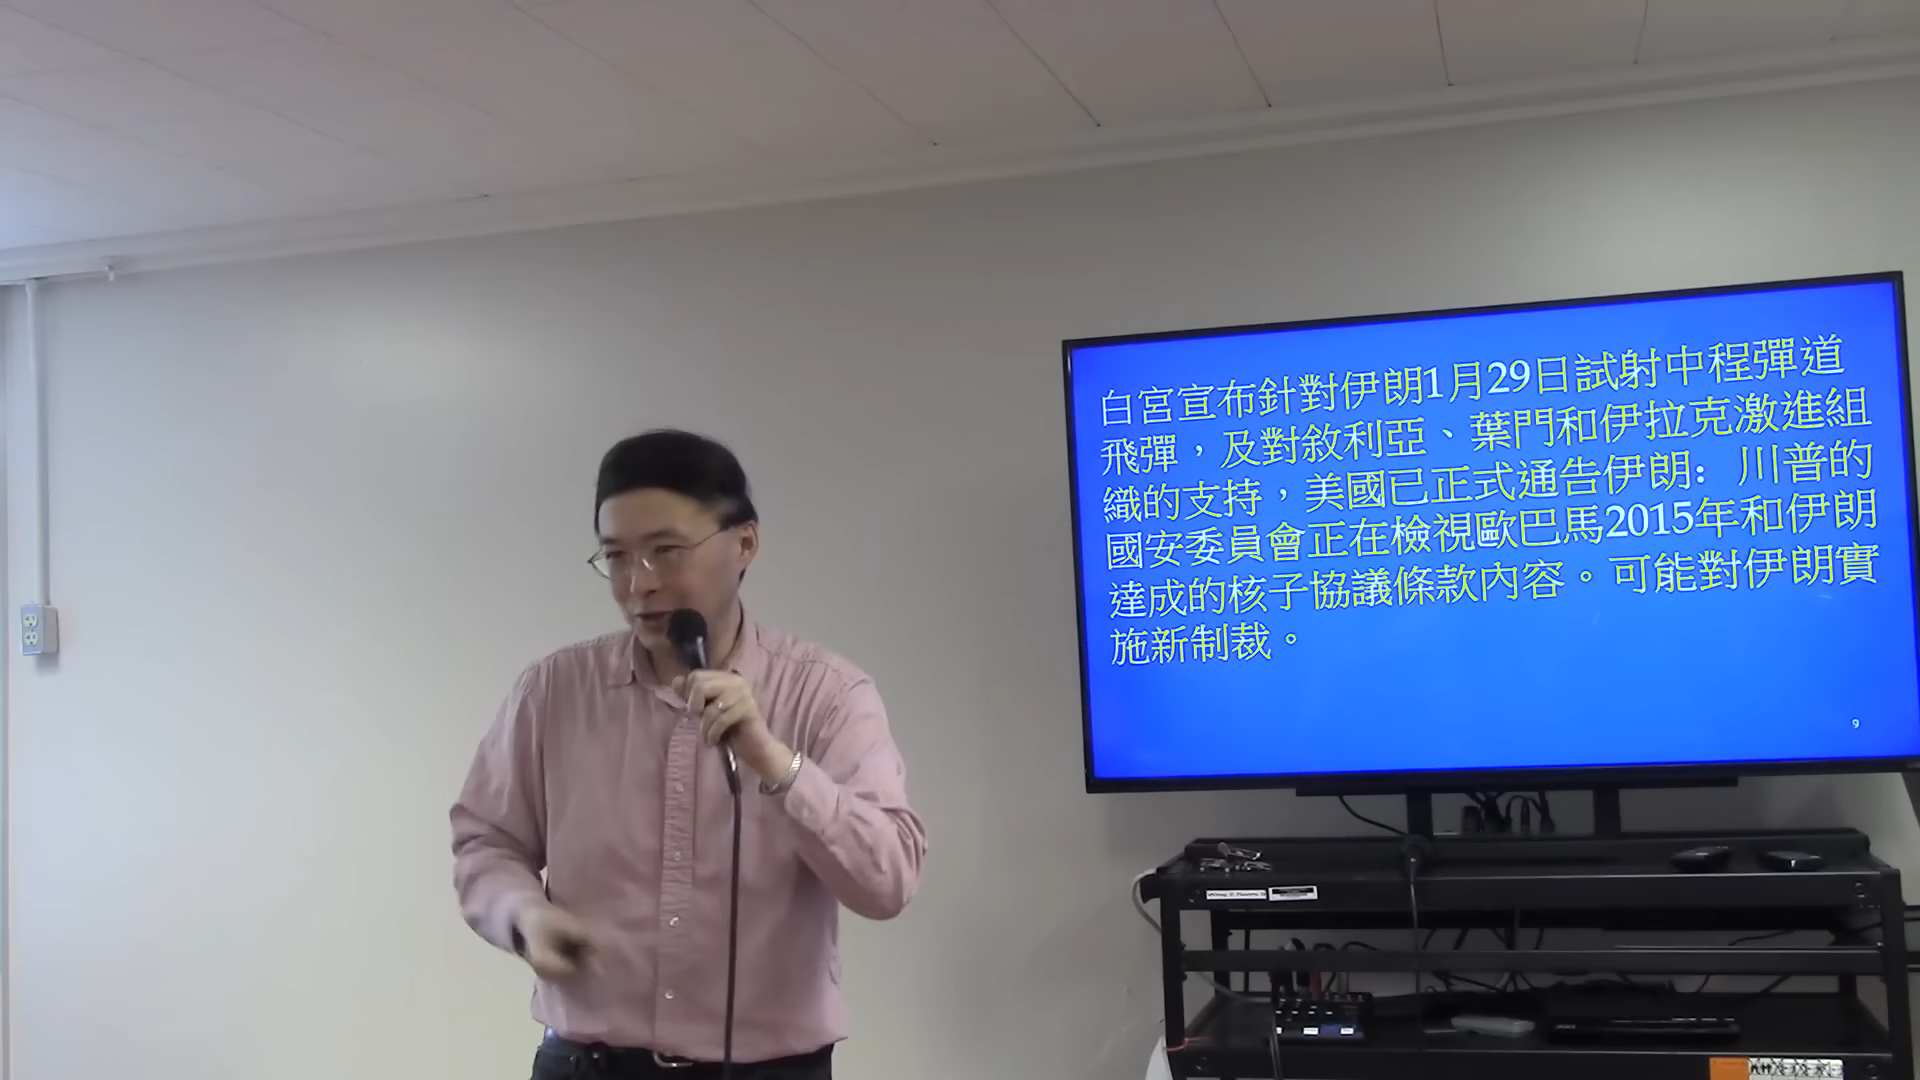 白宮宣布針對伊朗1月29日試射中程彈道
飛彈，及對敘利亞、葉門和伊拉克激進組
織的支持，美國已正式通告伊朗：川普的
國安委員會正在檢視歐巴馬2015年和伊朗
達成的核子協議條款內容。可能對伊朗實
施新制裁。
9